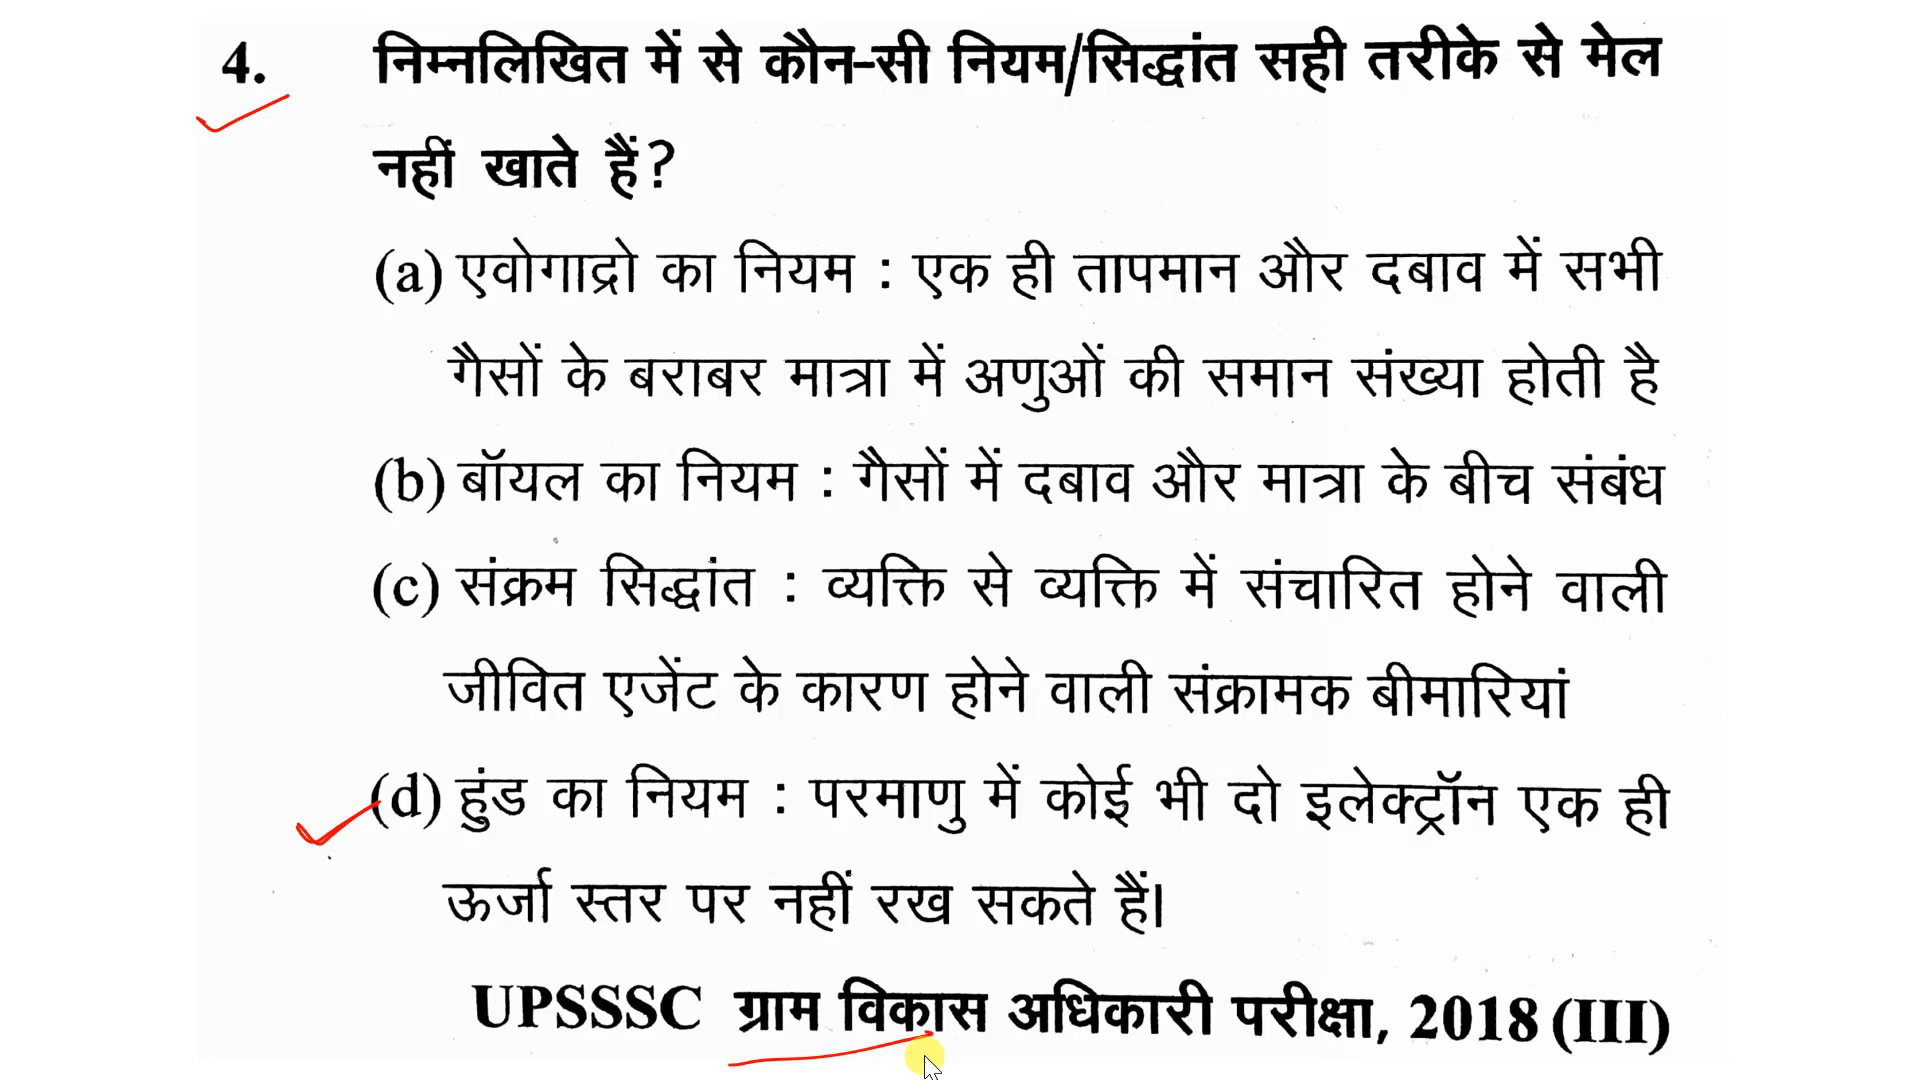 4. निम्नलिखित में से कौन-सी नियम/सिद्धांत सही तरीके से मेल
नहीं खाते हैं?
(a) एवोगाद्रो का नियम : एक ही तापमान और दबाव में सभी
गैसों के बराबर मात्रा में अणुओं की समान संख्या होती है
(b) बॉयल का नियम : गैसों में दबाव और मात्रा के बीच संबंध
(c) संक्रम सिद्धांत : व्यक्ति से व्यक्ति में संचारित होने वाली
जीवित एजेंट के कारण होने वाली संक्रामक बीमारियां
(d) हुंड का नियम : परमाणु में कोई भी दो इलेक्ट्रॉन एक ही
ऊर्जा स्तर पर नहीं रख सकते हैं।
UPSSSC ग्राम विकास अधिकारी परीक्षा, 2018 (III)